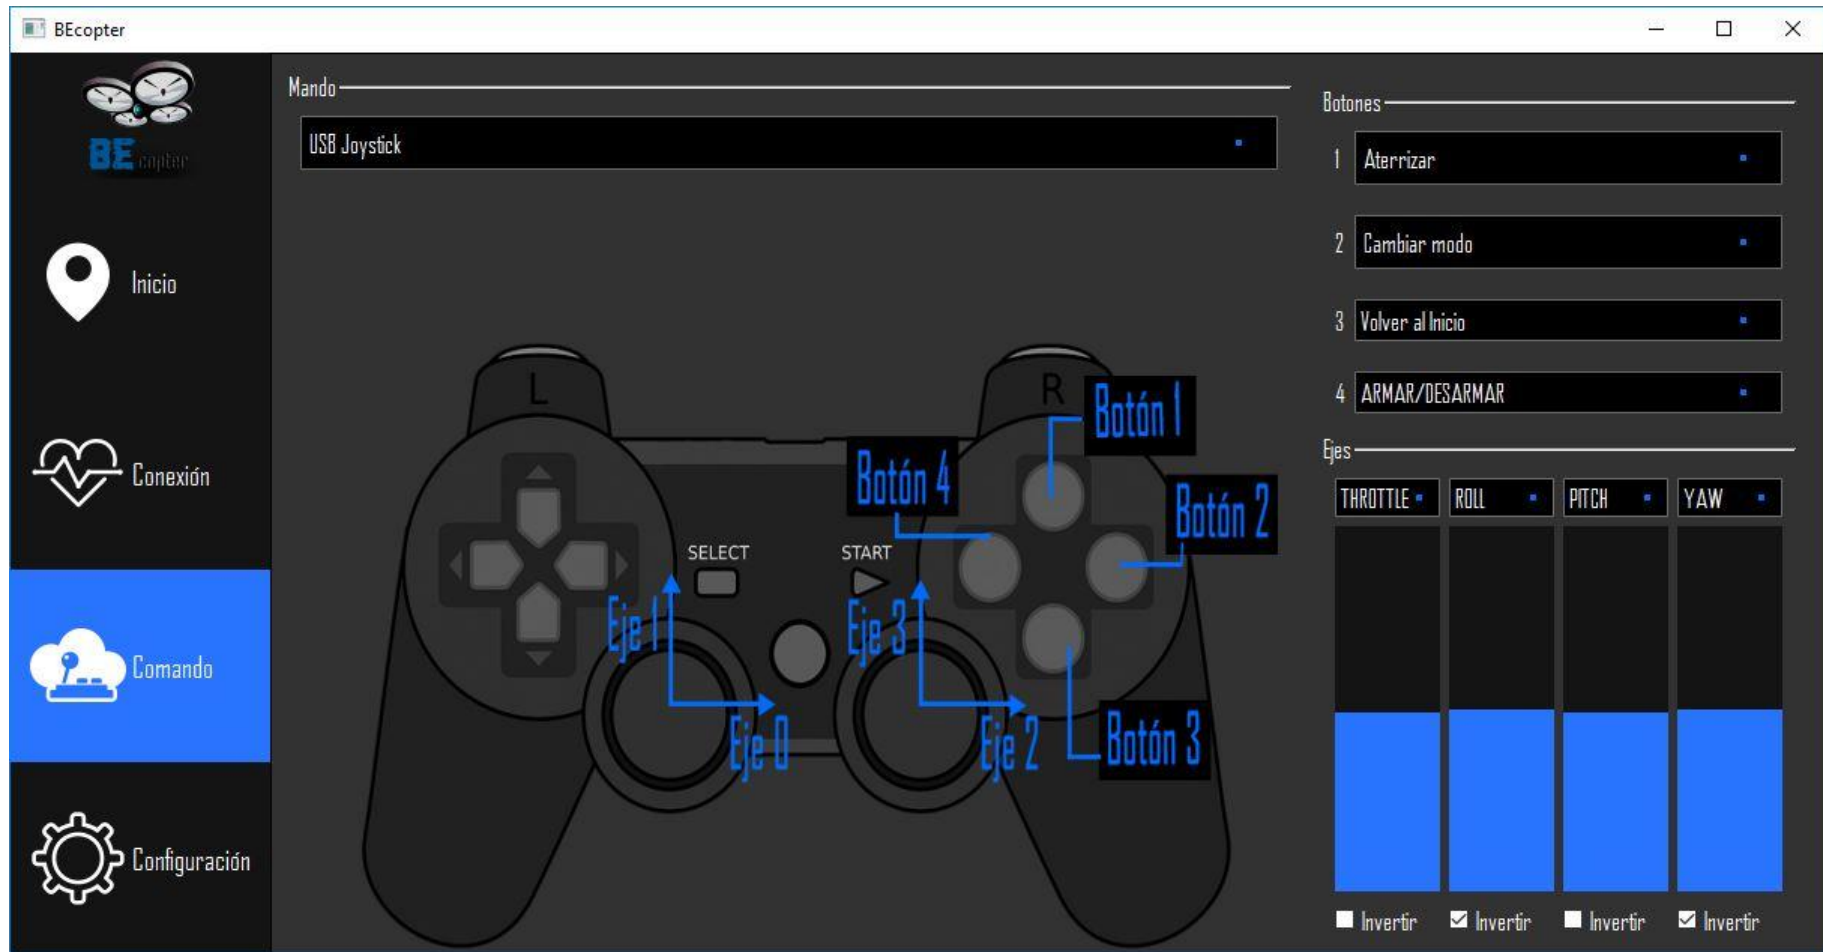 BEcopter
BE copter
Inicio
Conexión
Comando
Configuración
Mando
USB Joystick
L
R
SELECT
START
Botón 1
Botón 2
Botón 3
Botón 4
Eje 1
Eje 0
Eje 3
Eje 2
Botones
1 Aterrizar
2 Cambiar modo
3 Volver al Inicio
4 ARMAR/DESARMAR
Ejes
THROTTLE ROLL PITCH YAW
Invertir Invertir Invertir Invertir